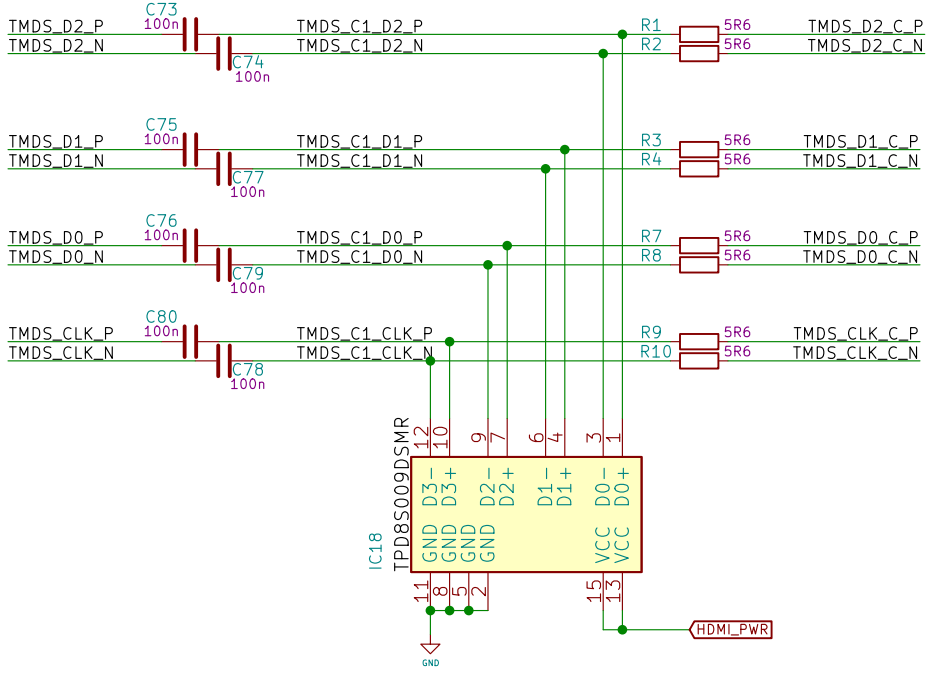 C73
100n
TMDS_D2_P TMDS_C1_D2_P R1 5R6 TMDS_D2_C_P
TMDS_D2_N TMDS_C1_D2_N R2 5R6 TMDS_D2_C_N
C74
100n
C75
100n
TMDS_D1_P TMDS_C1_D1_P R3 5R6 TMDS_D1_C_P
TMDS_D1_N TMDS_C1_D1_N R4 5R6 TMDS_D1_C_N
C77
100n
C76
100n
TMDS_D0_P TMDS_C1_D0_P R7 5R6 TMDS_D0_C_P
TMDS_D0_N TMDS_C1_D0_N R8 5R6 TMDS_D0_C_N
C79
100n
C80
100n
TMDS_CLK_P TMDS_C1_CLK_P R9 5R6 TMDS_CLK_C_P
TMDS_CLK_N TMDS_C1_CLK_N R10 5R6 TMDS_CLK_C_N
C78
100n
12 10 9 7 6 4 3 1
D3- D3+ D2- D2+ D1- D1+ D0- D0+
IC18
TPD8S009DSMR
GND GND GND GND VCC VCC
11 8 5 2 15 13
HDMI_PWR
GND